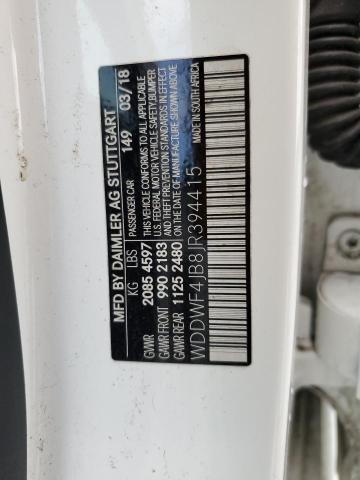 MFD BY DAIMLER AG STUTTGART
PASSENGER CAR 149 03/18
KG LBS
GAWR 2085 4597
GAWR FRONT 990 2183
GAWR REAR 1125 2480
THIS VEHICLE CONFORMS TO ALL APPLICABLE
U.S. FEDERAL MOTOR VEHICLE SAFETY, BUMPER
AND THEFT PREVENTION STANDARDS IN EFFECT
ON THE DATE OF MANUFACTURE SHOWN ABOVE
WDDWF4JB8JR394415
MADE IN SOUTH AFRICA